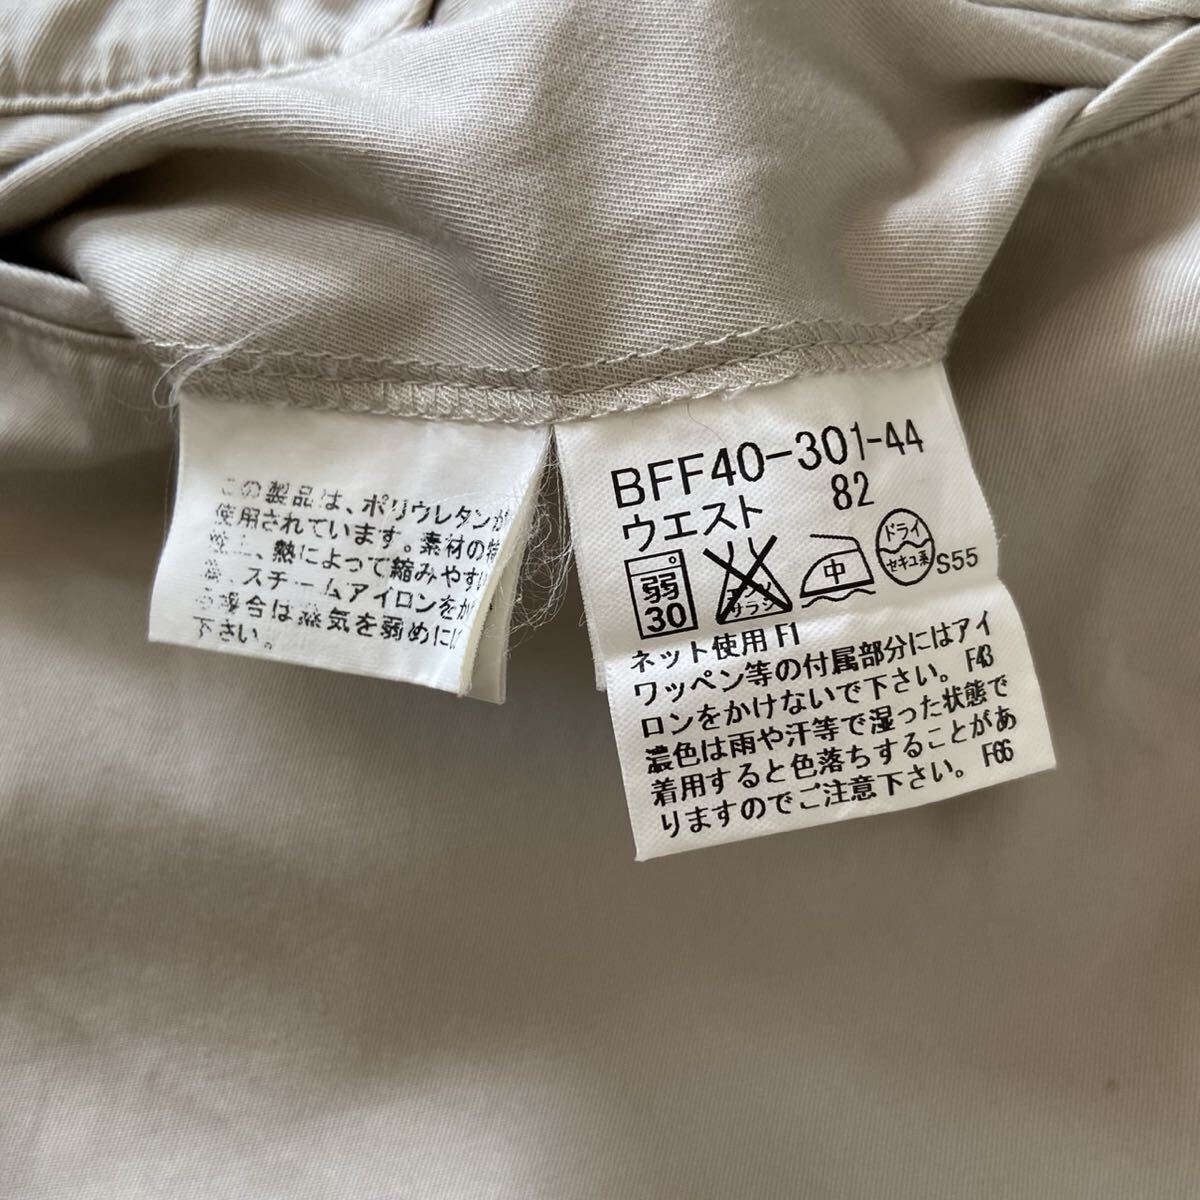 この製品は、ポリウレタンが
使用されています。素材の特
熱によって縮みやすい
スチームアイロンをか
場合は蒸気を弱めに
下さい。
BFF40-301-44
ウエスト 82
弱
30
エンソ
サラシ
中
ドライ
セキユ系
S55
ネット使用 F1
ワッペン等の付属部分にはアイ
ロンをかけないで下さい。F43
濃色は雨や汗等で湿った状態で
着用すると色落ちすることがあ
りますのでご注意下さい。F66